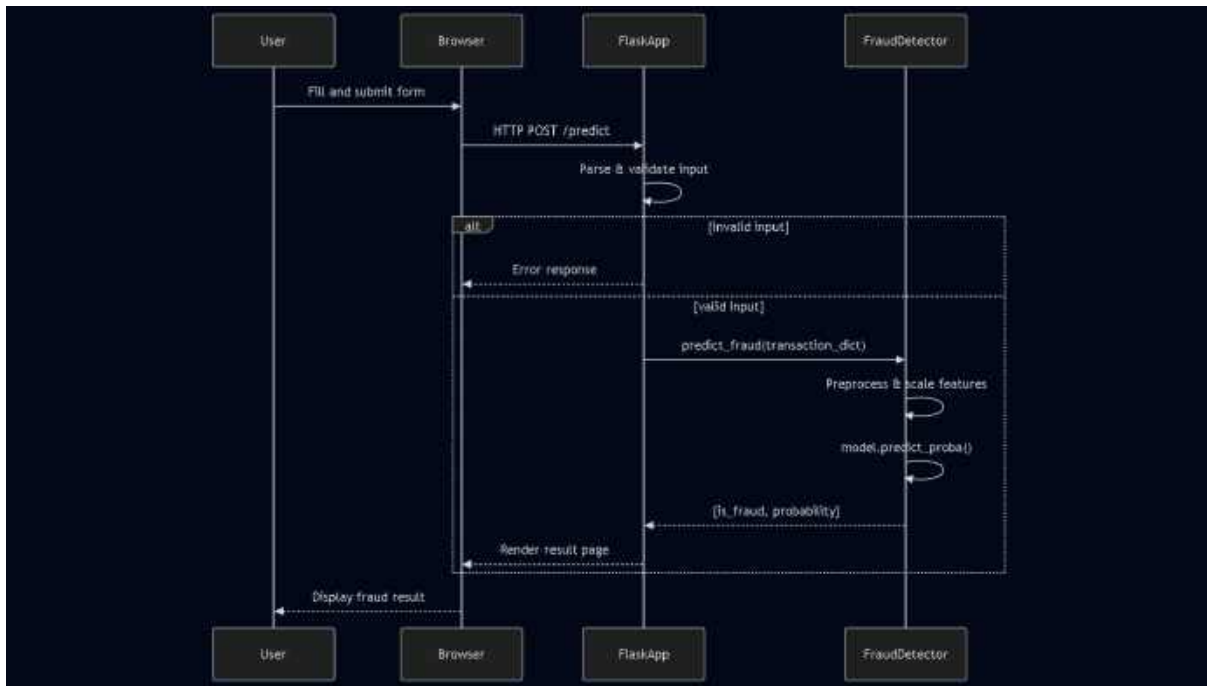 User Browser FlaskApp FraudDetector
Fill and submit form
HTTP POST /predict
Parse & validate input
alt [invalid input]
Error response
[valid input]
predict_fraud(transaction_dict)
Preprocess & scale features
model.predict_proba()
[is_fraud, probability]
Render result page
Display fraud result
User Browser FlaskApp FraudDetector